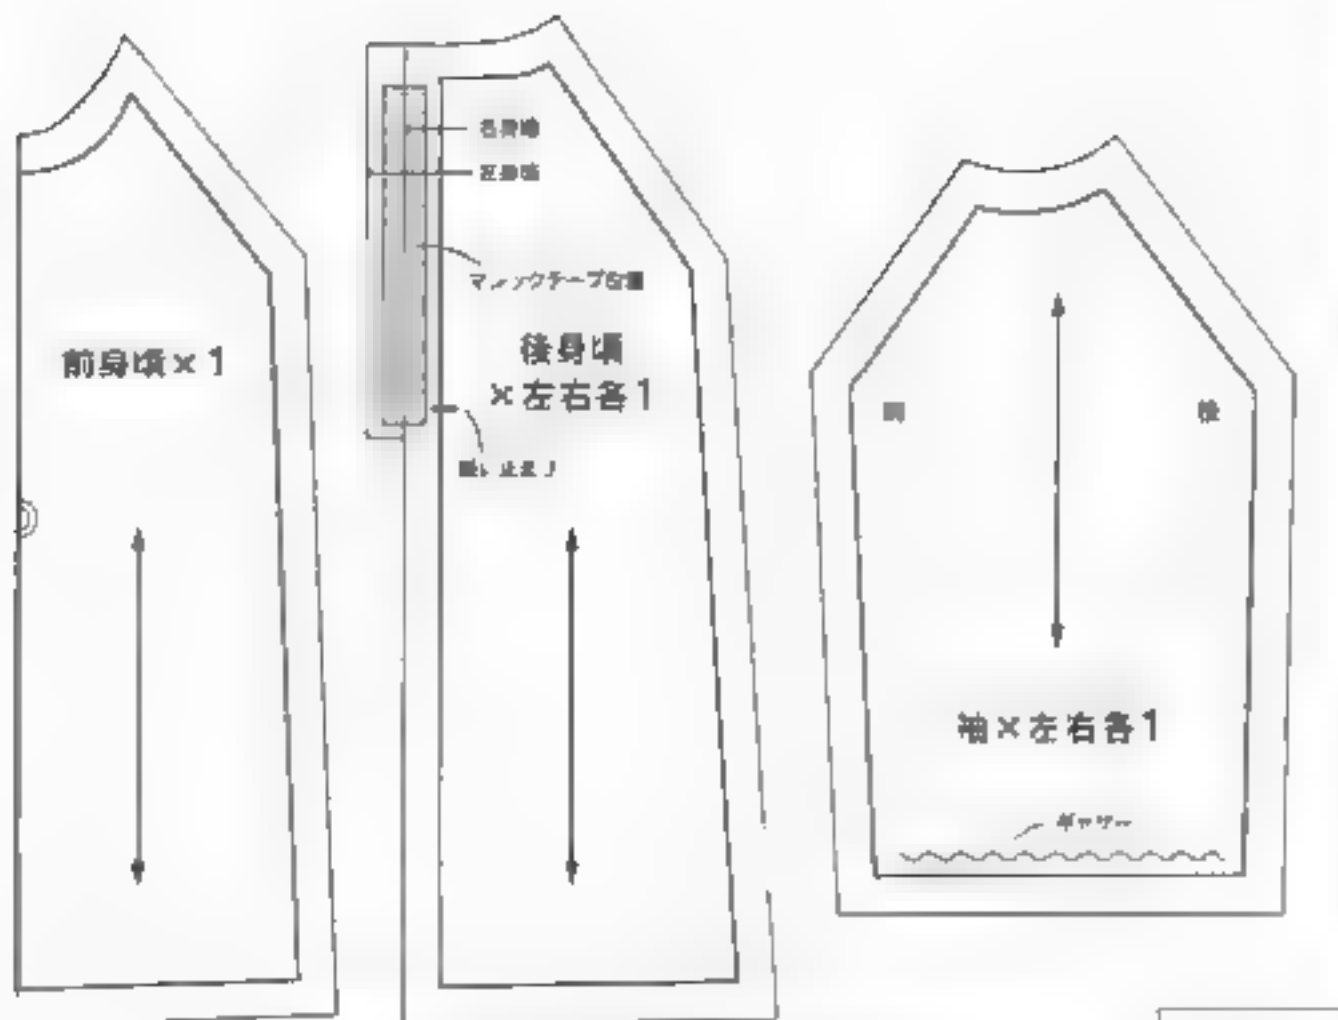 前身頃×1
右身頃
左身頃
マジックテープ位置
後身頃
×左右各1
縫い止まり
前
後
袖×左右各1
ギャザー